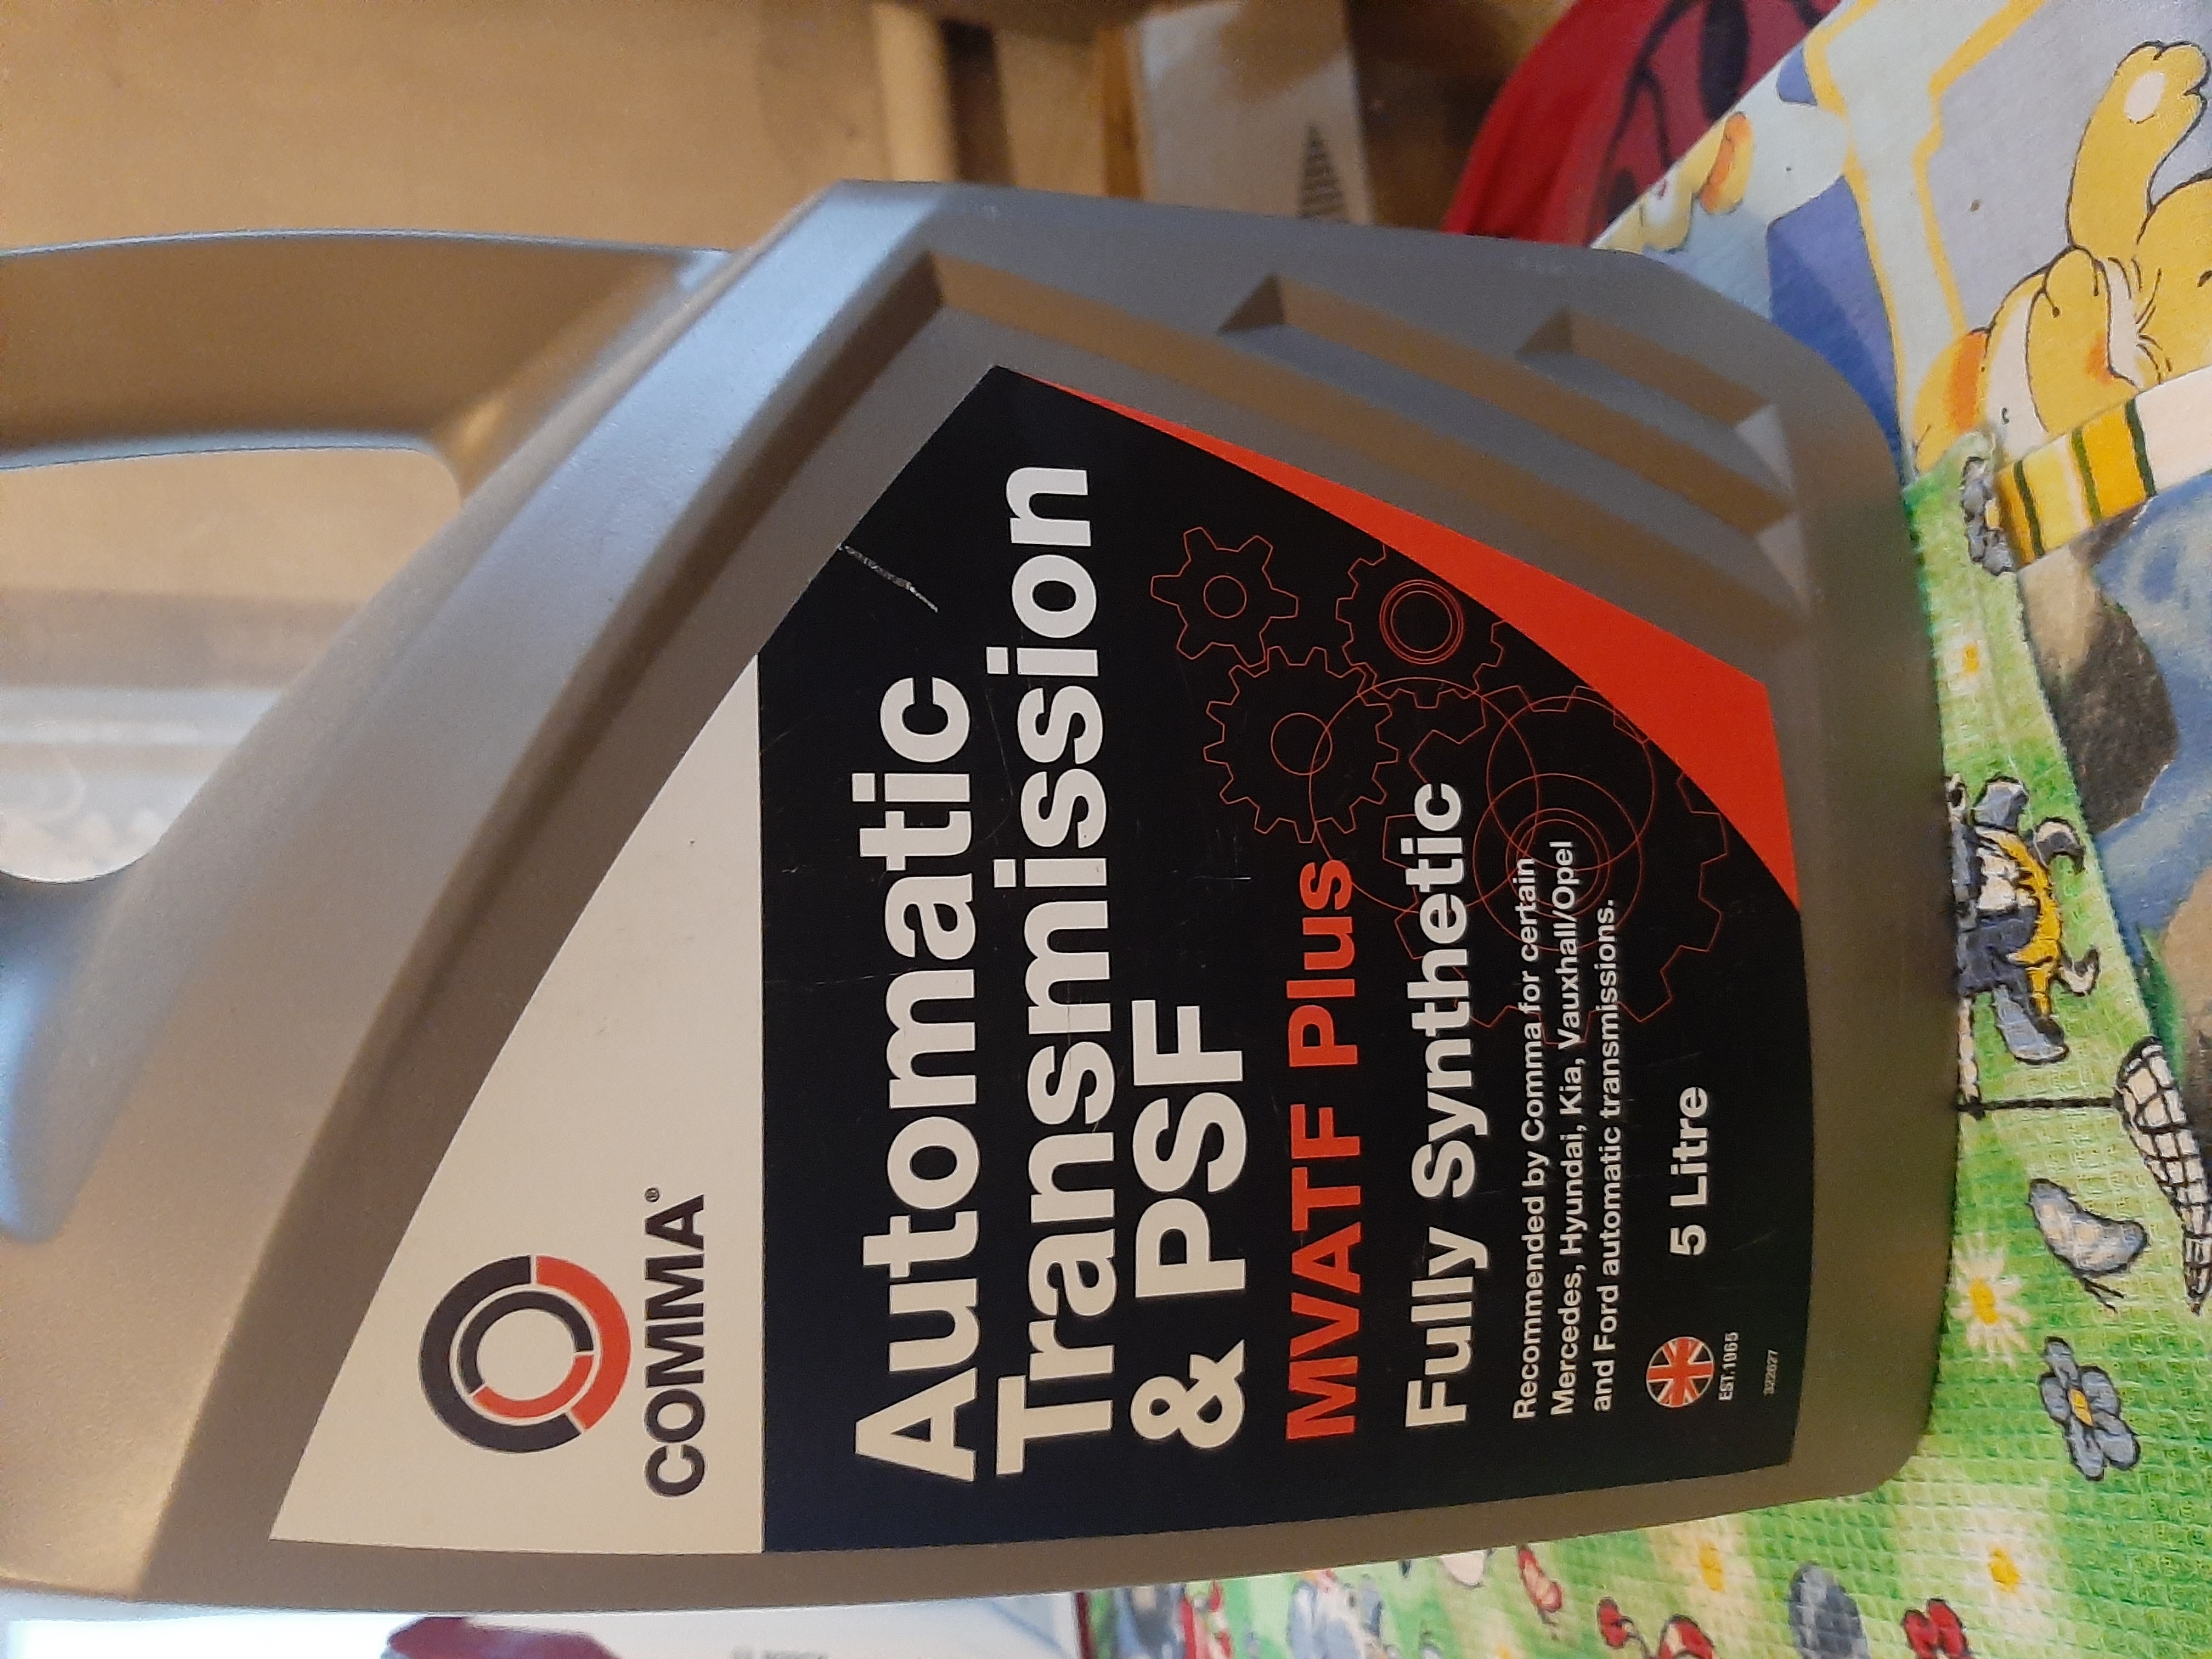 COMMA®
Automatic
Transmission
& PSF
MVATF Plus
Fully Synthetic
Recommended by Comma for certain
Mercedes, Hyundai, Kia, Vauxhall/Opel
and Ford automatic transmissions.
5 Litre
EST.1965
322627